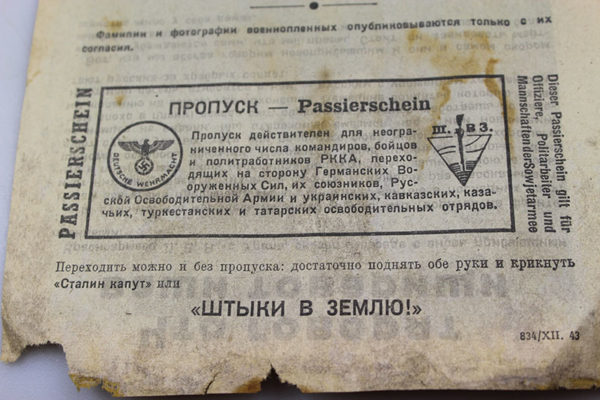 Фамилии и фотографии военнопленных опубликовываются только с их
согласия.
PASSIERSCHEIN
ПРОПУСК — Passierschein
DEUTSCHE WEHRMACHT
Пропуск действителен для неогра-
ниченного числа командиров, бойцов
и политработников РККА, перехо-
дящих на сторону Германских Во-
оруженных Сил, их союзников, Рус-
ской Освободительной Армии и украинских, кавказских, каза-
чьих, туркестанских и татарских освободительных отрядов.
Ш. В З.
Dieser Passierschein gilt für
Offiziere, Politarbeiter und
Mannschaften der Sowjetarmee
Переходить можно и без пропуска: достаточно поднять обе руки и крикнуть
«Сталин капут» или
«ШТЫКИ В ЗЕМЛЮ!»
834/XII. 43